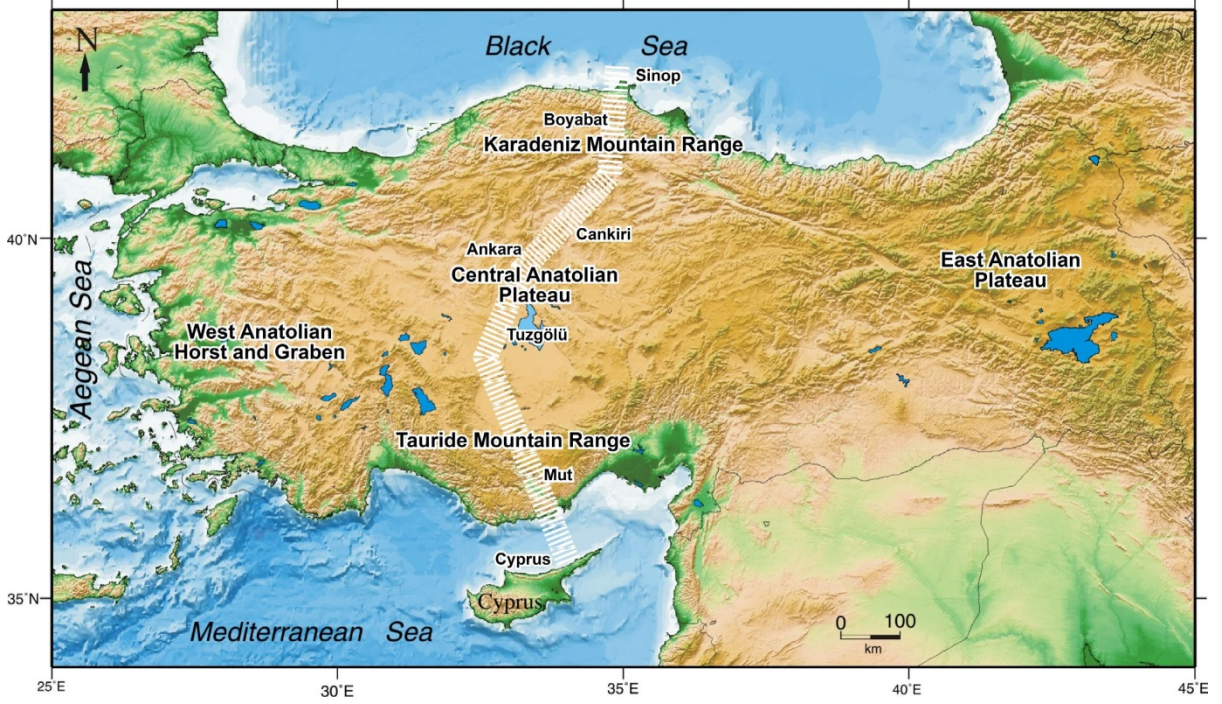 N
Black Sea
Sinop
Boyabat
Karadeniz Mountain Range
40°N
Ankara
Cankiri
Central Anatolian
Plateau
East Anatolian
Plateau
Aegean Sea
West Anatolian
Horst and Graben
Tuzgölü
Tauride Mountain Range
Mut
Cyprus
35°N
Cyprus
Mediterranean Sea
0 100
km
25°E
30°E
35°E
40°E
45°E